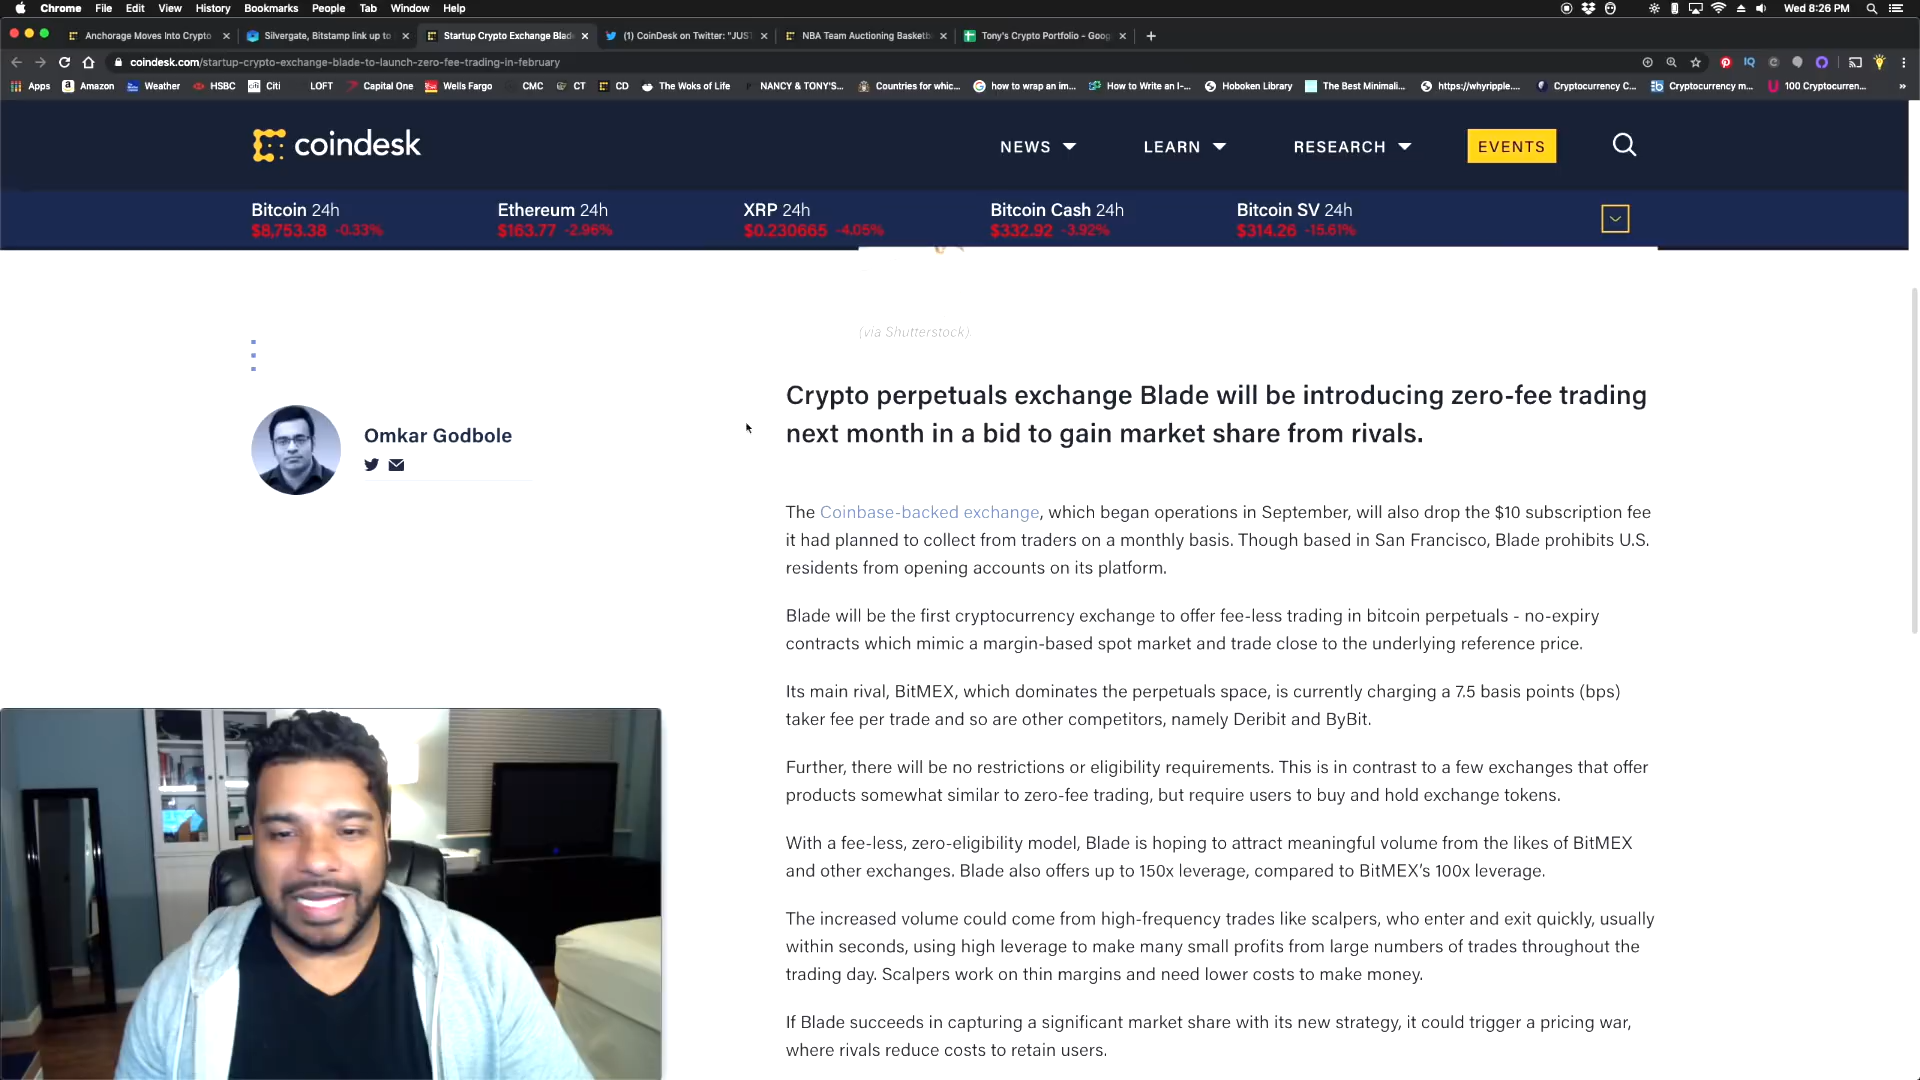 Chrome File Edit View History Bookmarks People Tab Window Help
Wed 8:26 PM
Anchorage Moves Into Crypto
Silvergate, Bitstamp link up to
Startup Crypto Exchange Blade
(1) CoinDesk on Twitter: "JUS
NBA Team Auctioning Basketb
Tony's Crypto Portfolio - Goog
coindesk.com/startup-crypto-exchange-blade-to-launch-zero-fee-trading-in-february
Apps Amazon Weather HSBC Citi LOFT Capital One Wells Fargo CMC CT CD The Woks of Life NANCY & TONY'S... Countries for whic... how to wrap an im... How to Write an I-... Hoboken Library The Best Minimali... https://whyripple.... Cryptocurrency C... Cryptocurrency m... 100 Cryptocurren...
coindesk
NEWS LEARN RESEARCH EVENTS
Bitcoin 24h Ethereum 24h XRP 24h Bitcoin Cash 24h Bitcoin SV 24h
$8,753.38 -0.33% $163.77 -2.96% $0.230665 -4.05% $332.92 -3.92% $314.26 -15.61%
(via Shutterstock).
Omkar Godbole
Crypto perpetuals exchange Blade will be introducing zero-fee trading
next month in a bid to gain market share from rivals.
The Coinbase-backed exchange, which began operations in September, will also drop the $10 subscription fee
it had planned to collect from traders on a monthly basis. Though based in San Francisco, Blade prohibits U.S.
residents from opening accounts on its platform.
Blade will be the first cryptocurrency exchange to offer fee-less trading in bitcoin perpetuals - no-expiry
contracts which mimic a margin-based spot market and trade close to the underlying reference price.
Its main rival, BitMEX, which dominates the perpetuals space, is currently charging a 7.5 basis points (bps)
taker fee per trade and so are other competitors, namely Deribit and ByBit.
Further, there will be no restrictions or eligibility requirements. This is in contrast to a few exchanges that offer
products somewhat similar to zero-fee trading, but require users to buy and hold exchange tokens.
With a fee-less, zero-eligibility model, Blade is hoping to attract meaningful volume from the likes of BitMEX
and other exchanges. Blade also offers up to 150x leverage, compared to BitMEX's 100x leverage.
The increased volume could come from high-frequency trades like scalpers, who enter and exit quickly, usually
within seconds, using high leverage to make many small profits from large numbers of trades throughout the
trading day. Scalpers work on thin margins and need lower costs to make money.
If Blade succeeds in capturing a significant market share with its new strategy, it could trigger a pricing war,
where rivals reduce costs to retain users.